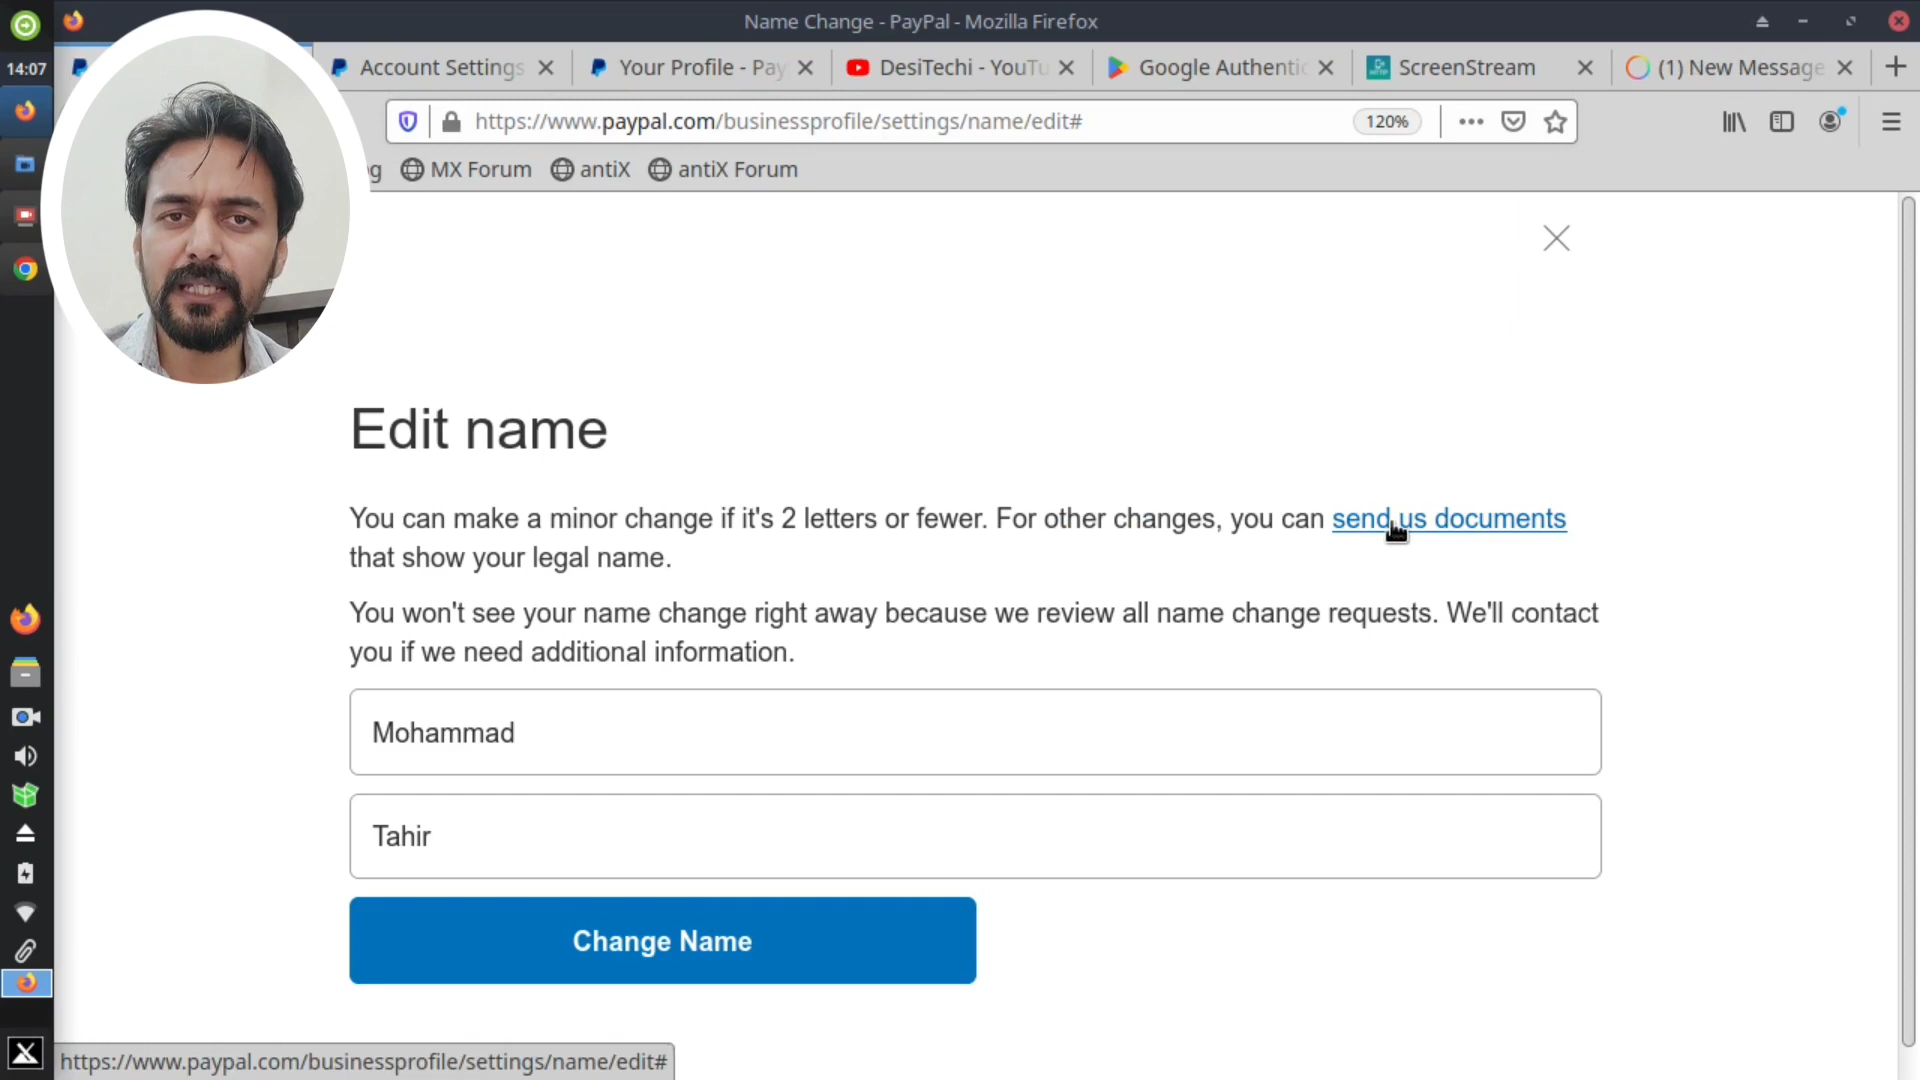 Name Change - PayPal - Mozilla Firefox
14:07
Account Settings
Your Profile - Pay
DesiTechi - YouTu
Google Authentic
ScreenStream
(1) New Message
https://www.paypal.com/businessprofile/settings/name/edit#
120%
g
MX Forum
antiX
antiX Forum
Edit name
You can make a minor change if it's 2 letters or fewer. For other changes, you can send us documents
that show your legal name.
You won't see your name change right away because we review all name change requests. We'll contact
you if we need additional information.
Mohammad
Tahir
Change Name
https://www.paypal.com/businessprofile/settings/name/edit#